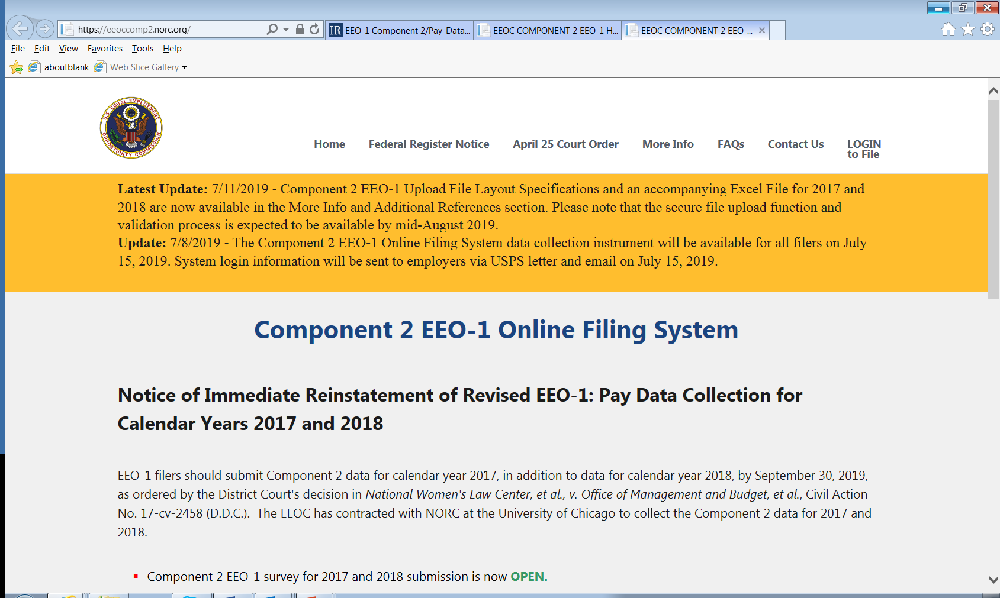 https://eeoccomp2.norc.org/
EEO-1 Component 2/Pay-Data...
EEOC COMPONENT 2 EEO-1 H...
EEOC COMPONENT 2 EEO-...
File Edit View Favorites Tools Help
aboutblank Web Slice Gallery
U.S. EQUAL EMPLOYMENT OPPORTUNITY COMMISSION
Home Federal Register Notice April 25 Court Order More Info FAQs Contact Us LOGIN
to File
Latest Update: 7/11/2019 - Component 2 EEO-1 Upload File Layout Specifications and an accompanying Excel File for 2017 and
2018 are now available in the More Info and Additional References section. Please note that the secure file upload function and
validation process is expected to be available by mid-August 2019.
Update: 7/8/2019 - The Component 2 EEO-1 Online Filing System data collection instrument will be available for all filers on July
15, 2019. System login information will be sent to employers via USPS letter and email on July 15, 2019.
Component 2 EEO-1 Online Filing System
Notice of Immediate Reinstatement of Revised EEO-1: Pay Data Collection for
Calendar Years 2017 and 2018
EEO-1 filers should submit Component 2 data for calendar year 2017, in addition to data for calendar year 2018, by September 30, 2019,
as ordered by the District Court's decision in National Women's Law Center, et al., v. Office of Management and Budget, et al., Civil Action
No. 17-cv-2458 (D.D.C.).  The EEOC has contracted with NORC at the University of Chicago to collect the Component 2 data for 2017 and
2018.
Component 2 EEO-1 survey for 2017 and 2018 submission is now OPEN.